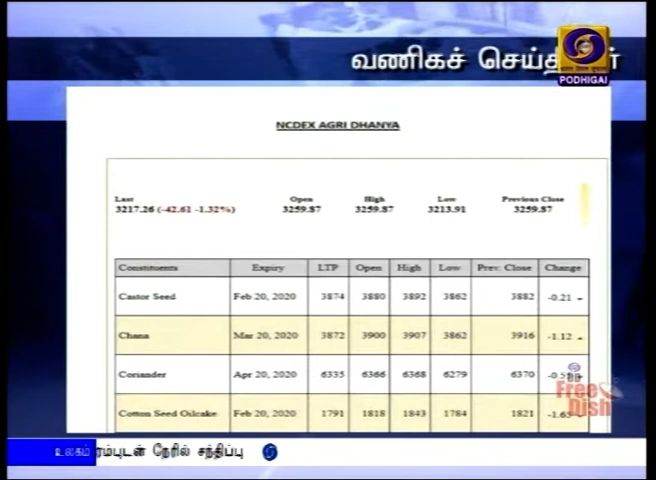 வணிகச் செய்தி
PODHIGAI
NCDEX AGRI DHANYA
Last Open High Low Previous Close
3217.26 (-42.61 -1.32%) 3259.87 3259.87 3213.91 3259.87
Constituents Expiry LTP Open High Low Prev. Close Change
Castor Seed Feb 20, 2020 3874 3880 3892 3862 3882 -0.21
Chana Mar 20, 2020 3872 3900 3907 3862 3916 -1.12
Coriander Apr 20, 2020 6335 6366 6368 6279 6370
Cotton Seed Oilcake Feb 20, 2020 1791 1818 1843 1784 1821 -1.65
Free Dish
உலகம் ரம்புடன் நேரில் சந்திப்பு